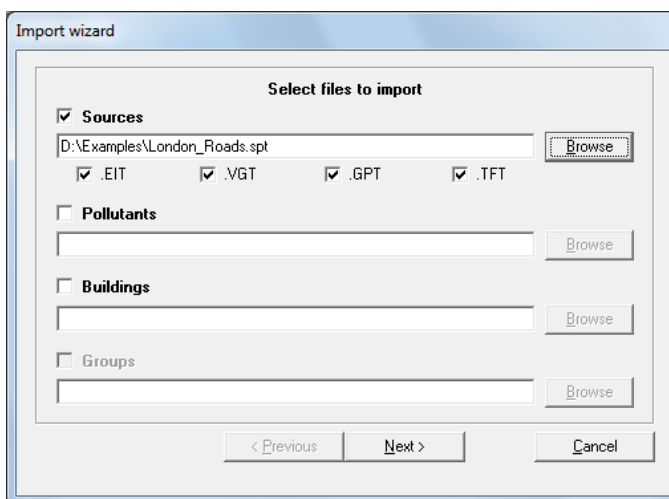 Import wizard
Select files to import
Sources
D:\Examples\London_Roads.spt Browse
.EIT .VGT .GPT .TFT
Pollutants
Browse
Buildings
Browse
Groups
Browse
< Previous Next > Cancel